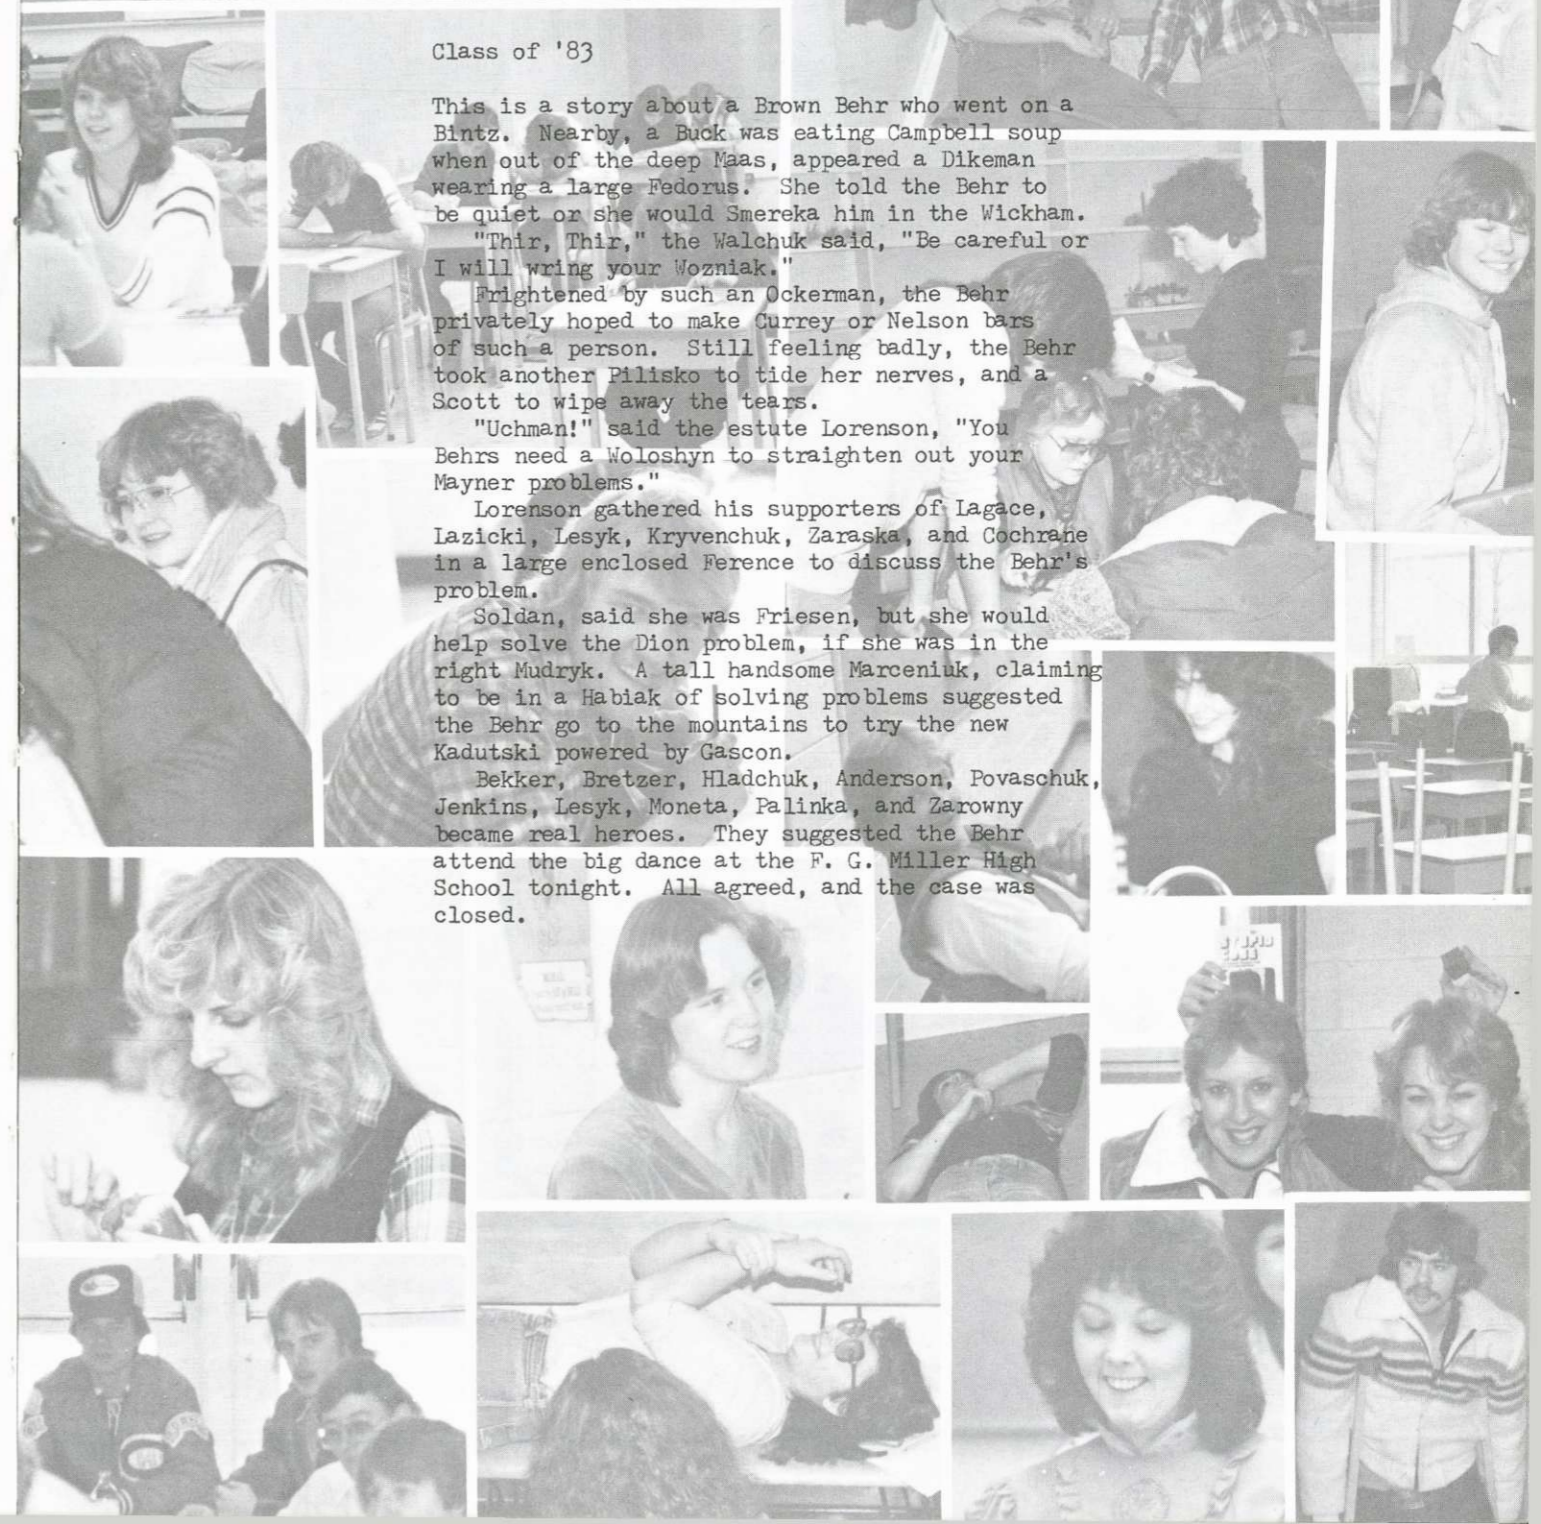 Class of '83
This is a story about a Brown Behr who went on a
Bintz. Nearby, a Buck was eating Campbell soup
when out of the deep Maas, appeared a Dikeman
wearing a large Fedorus. She told the Behr to
be quiet or she would Smereka him in the Wickham.
"Thir, Thir," the Walchuk said, "Be careful or
I will wring your Wozniak."
Frightened by such an Ockerman, the Behr
privately hoped to make Currey or Nelson bars
of such a person. Still feeling badly, the Behr
took another Pilisko to tide her nerves, and a
Scott to wipe away the tears.
"Uchman!" said the estute Lorenson, "You
Behrs need a Woloshyn to straighten out your
Mayner problems."
Lorenson gathered his supporters of Lagace,
Lazicki, Lesyk, Kryvenchuk, Zaraska, and Cochrane
in a large enclosed Ference to discuss the Behr's
problem.
Soldan, said she was Friesen, but she would
help solve the Dion problem, if she was in the
right Mudryk. A tall handsome Marceniuk, claiming
to be in a Habiak of solving problems suggested
the Behr go to the mountains to try the new
Kadutski powered by Gascon.
Bekker, Bretzer, Hladchuk, Anderson, Povaschuk,
Jenkins, Lesyk, Moneta, Palinka, and Zarowny
became real heroes. They suggested the Behr
attend the big dance at the F. G. Miller High
School tonight. All agreed, and the case was
closed.